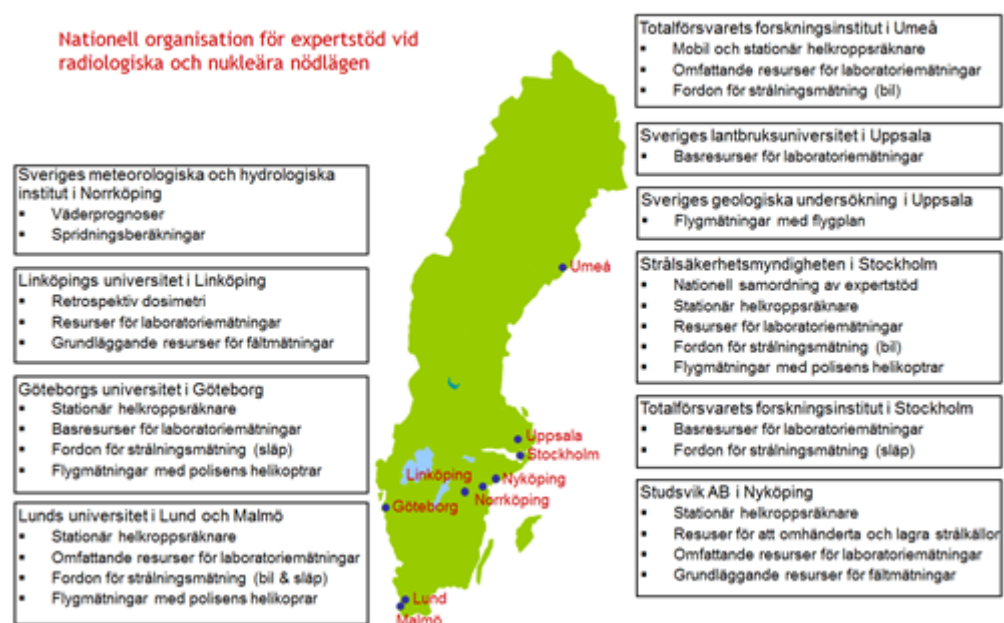 Nationell organisation för expertstöd vid
radiologiska och nukleära nödlägen
Sveriges meteorologiska och hydrologiska
institut i Norrköping
▪ Väderprognoser
▪ Spridningsberäkningar
Linköpings universitet i Linköping
▪ Retrospektiv dosimetri
▪ Resurser för laboratoriemätningar
▪ Grundläggande resurser för fältmätningar
Göteborgs universitet i Göteborg
▪ Stationär helkroppsräknare
▪ Basresurser för laboratoriemätningar
▪ Fordon för strålningsmätning (släp)
▪ Flygmätningar med polisens helikoptrar
Lunds universitet i Lund och Malmö
▪ Stationär helkroppsräknare
▪ Omfattande resurser för laboratoriemätningar
▪ Fordon för strålningsmätning (bil & släp)
▪ Flygmätningar med polisens helikoprar
Umeå
Uppsala
Stockholm
Linköping
Nyköping
Norrköping
Göteborg
Lund
Malmö
Totalförsvarets forskningsinstitut i Umeå
▪ Mobil och stationär helkroppsräknare
▪ Omfattande resurser för laboratoriemätningar
▪ Fordon för strålningsmätning (bil)
Sveriges lantbruksuniversitet i Uppsala
▪ Basresurser för laboratoriemätningar
Sveriges geologiska undersökning i Uppsala
▪ Flygmätningar med flygplan
Strålsäkerhetsmyndigheten i Stockholm
▪ Nationell samordning av expertstöd
▪ Stationär helkroppsräknare
▪ Resurser för laboratoriemätningar
▪ Fordon för strålningsmätning (bil)
▪ Flygmätningar med polisens helikoptrar
Totalförsvarets forskningsinstitut i Stockholm
▪ Basresurser för laboratoriemätningar
▪ Fordon för strålningsmätning (släp)
Studsvik AB i Nyköping
▪ Stationär helkroppsräknare
▪ Resuser för att omhänderta och lagra strålkällor
▪ Omfattande resurser för laboratoriemätningar
▪ Grundläggande resurser för fältmätningar